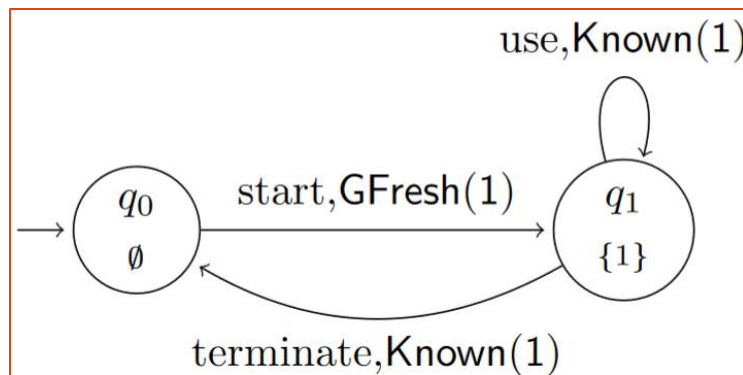 use,Known(1)
start,GFresh(1)
q₀
∅
q₁
{1}
terminate,Known(1)